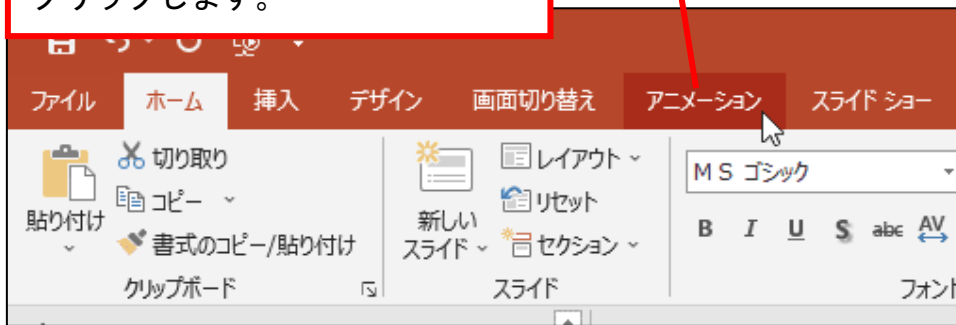 クリックします。
ファイル ホーム 挿入 デザイン 画面切り替え アニメーション スライド ショー
貼り付け
切り取り
コピー
書式のコピー/貼り付け
クリップボード
新しい
スライド
レイアウト
リセット
セクション
スライド
ＭＳ ゴシック
B I U S abc AV
フォント